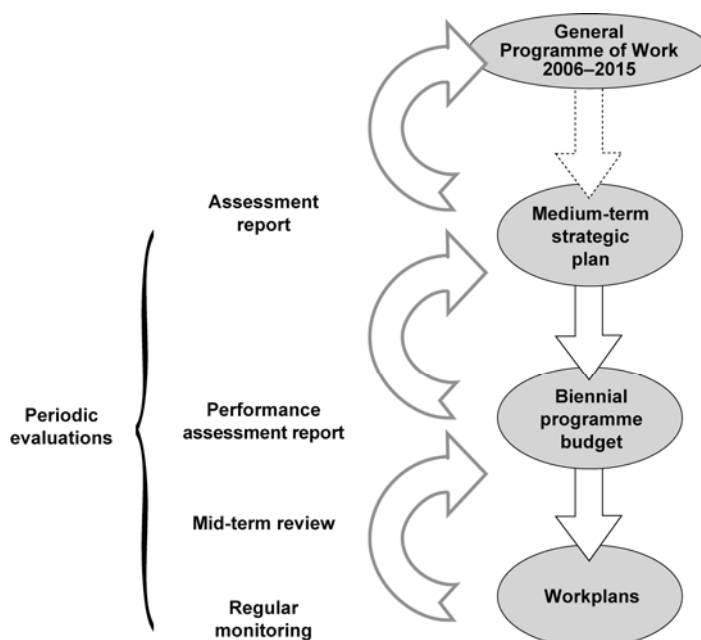 General
Programme of Work
2006–2015
Assessment
report
Medium-term
strategic
plan
Periodic
evaluations
Performance
assessment report
Biennial
programme
budget
Mid-term review
Regular
monitoring
Workplans